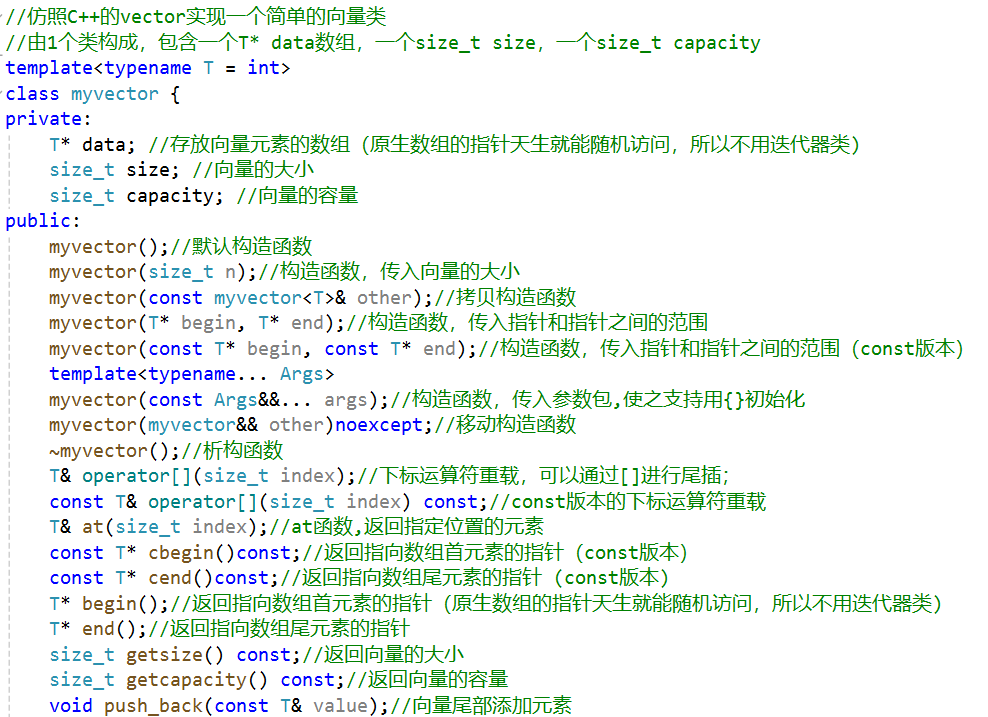 //仿照C++的vector实现一个简单的向量类
//由1个类构成，包含一个T* data数组，一个size_t size，一个size_t capacity
template<typename T = int>
class myvector {
private:
    T* data; //存放向量元素的数组（原生数组的指针天生就能随机访问，所以不用迭代器类）
    size_t size; //向量的大小
    size_t capacity; //向量的容量
public:
    myvector();//默认构造函数
    myvector(size_t n);//构造函数，传入向量的大小
    myvector(const myvector<T>& other);//拷贝构造函数
    myvector(T* begin, T* end);//构造函数，传入指针和指针之间的范围
    myvector(const T* begin, const T* end);//构造函数，传入指针和指针之间的范围（const版本）
    template<typename... Args>
    myvector(const Args&&... args);//构造函数，传入参数包,使之支持用{}初始化
    myvector(myvector&& other)noexcept;//移动构造函数
    ~myvector();//析构函数
    T& operator[](size_t index);//下标运算符重载，可以通过[]进行尾插；
    const T& operator[](size_t index) const;//const版本的下标运算符重载
    T& at(size_t index);//at函数,返回指定位置的元素
    const T* cbegin()const;//返回指向数组首元素的指针（const版本）
    const T* cend()const;//返回指向数组尾元素的指针（const版本）
    T* begin();//返回指向数组首元素的指针（原生数组的指针天生就能随机访问，所以不用迭代器类）
    T* end();//返回指向数组尾元素的指针
    size_t getsize() const;//返回向量的大小
    size_t getcapacity() const;//返回向量的容量
    void push_back(const T& value);//向量尾部添加元素